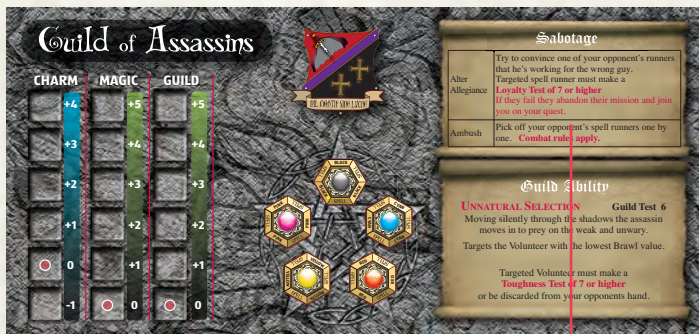 Guild of Assassins
CHARM MAGIC GUILD
+4 +5 +5
+3 +4 +4
+2 +3 +3
+1 +2 +2
0 +1 +1
-1 0 0
BLACK
SPELL
Sabotage
Alter Allegiance
Try to convince one of your opponent's runners
that he's working for the wrong guy.
Targeted spell runner must make a
Loyalty Test of 7 or higher
If they fail they abandon their mission and join
you on your quest.
Ambush
Pick off your opponent's spell runners one by
one. Combat rules apply.
Guild Ability
UNNATURAL SELECTION Guild Test 6
Moving silently through the shadows the assassin
moves in to prey on the weak and unwary.
Targets the Volunteer with the lowest Brawl value.
Targeted Volunteer must make a
Toughness Test of 7 or higher
or be discarded from your opponents hand.